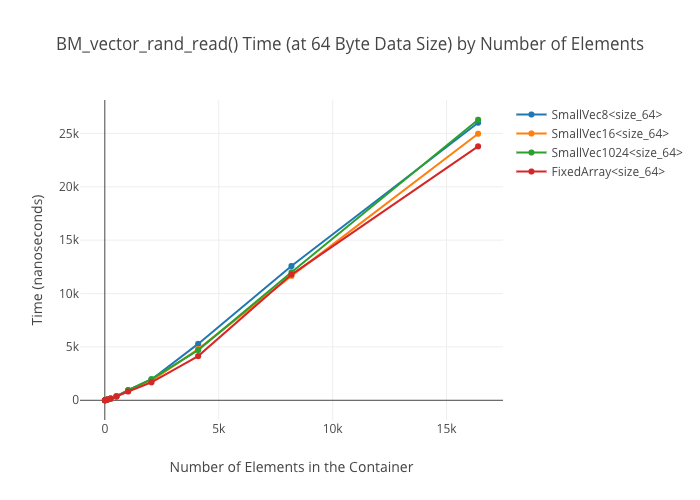 BM_vector_rand_read() Time (at 64 Byte Data Size) by Number of Elements
SmallVec8<size_64>
SmallVec16<size_64>
SmallVec1024<size_64>
FixedArray<size_64>
Time (nanoseconds)
25k
20k
15k
10k
5k
0
0 5k 10k 15k
Number of Elements in the Container